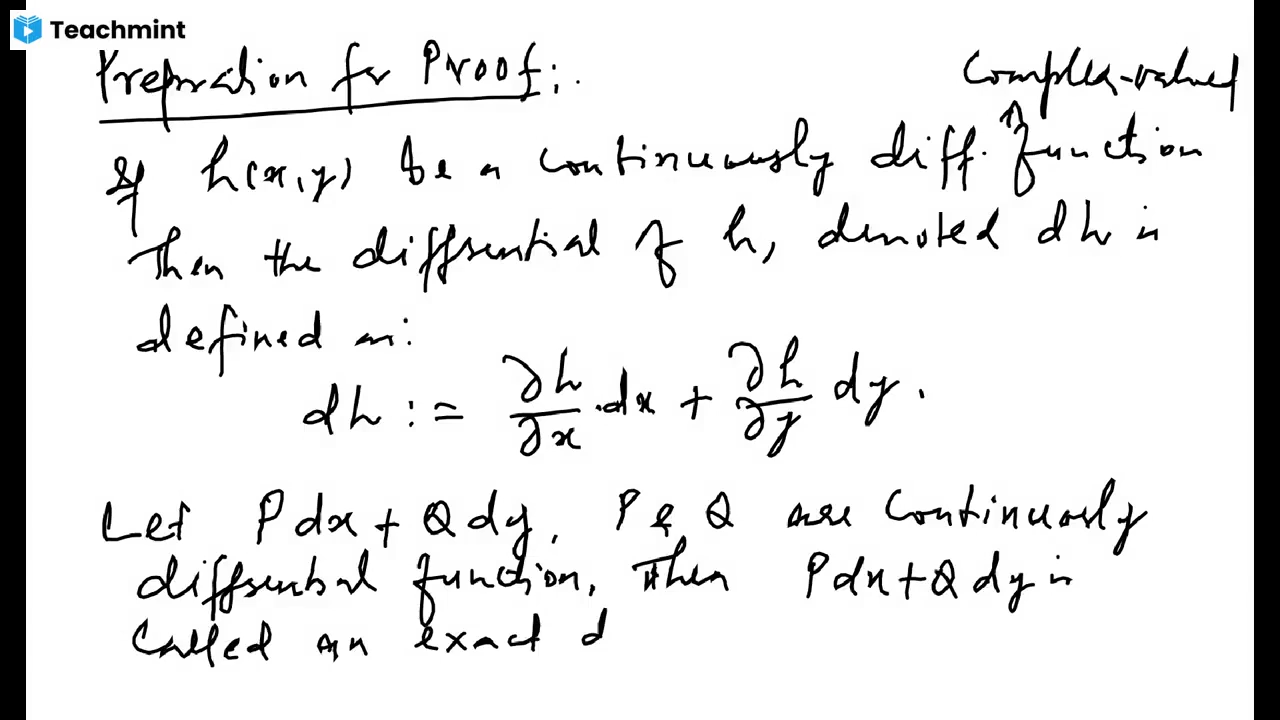 Teachmint
Preparation for Proof:.
complex-valued
If h(x,y) be a continuously diff. ↑ function
Then the differential of h, denoted dh is
defined as:
dh := ∂h/∂x .dx + ∂h/∂y dy.
Let Pdx + Qdy, P & Q are continuously
differential function, Then Pdx + Qdy is
called an exact d